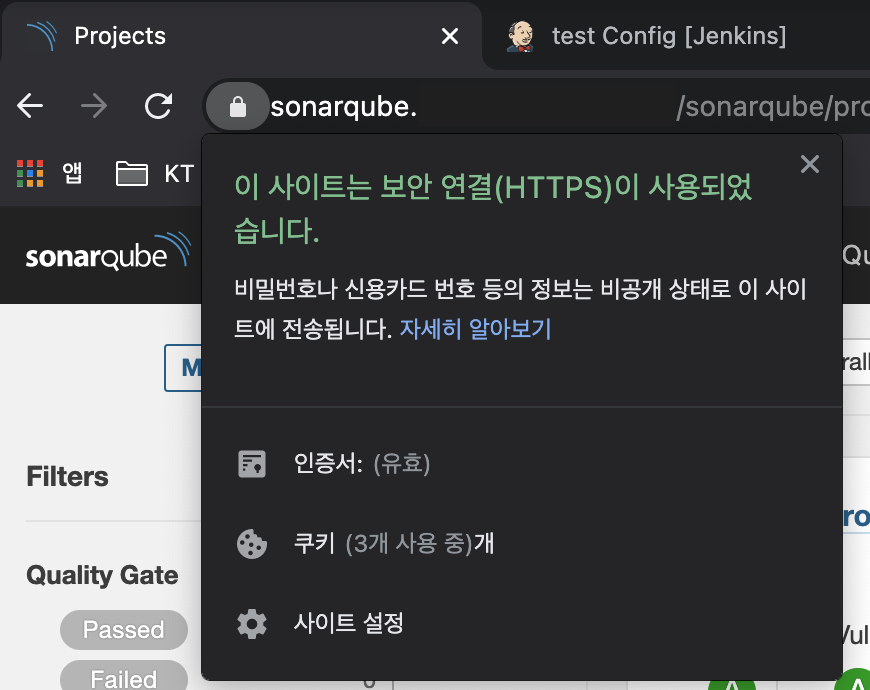 Projects
test Config [Jenkins]
sonarqube. /sonarqube/pro
앱 KT
이 사이트는 보안 연결(HTTPS)이 사용되었
습니다.
비밀번호나 신용카드 번호 등의 정보는 비공개 상태로 이 사이
트에 전송됩니다. 자세히 알아보기
인증서: (유효)
쿠키 (3개 사용 중)개
사이트 설정
sonarqube
Qu
M
rall
Filters
ro
Quality Gate
Passed
Vul
Failed
0
A
A